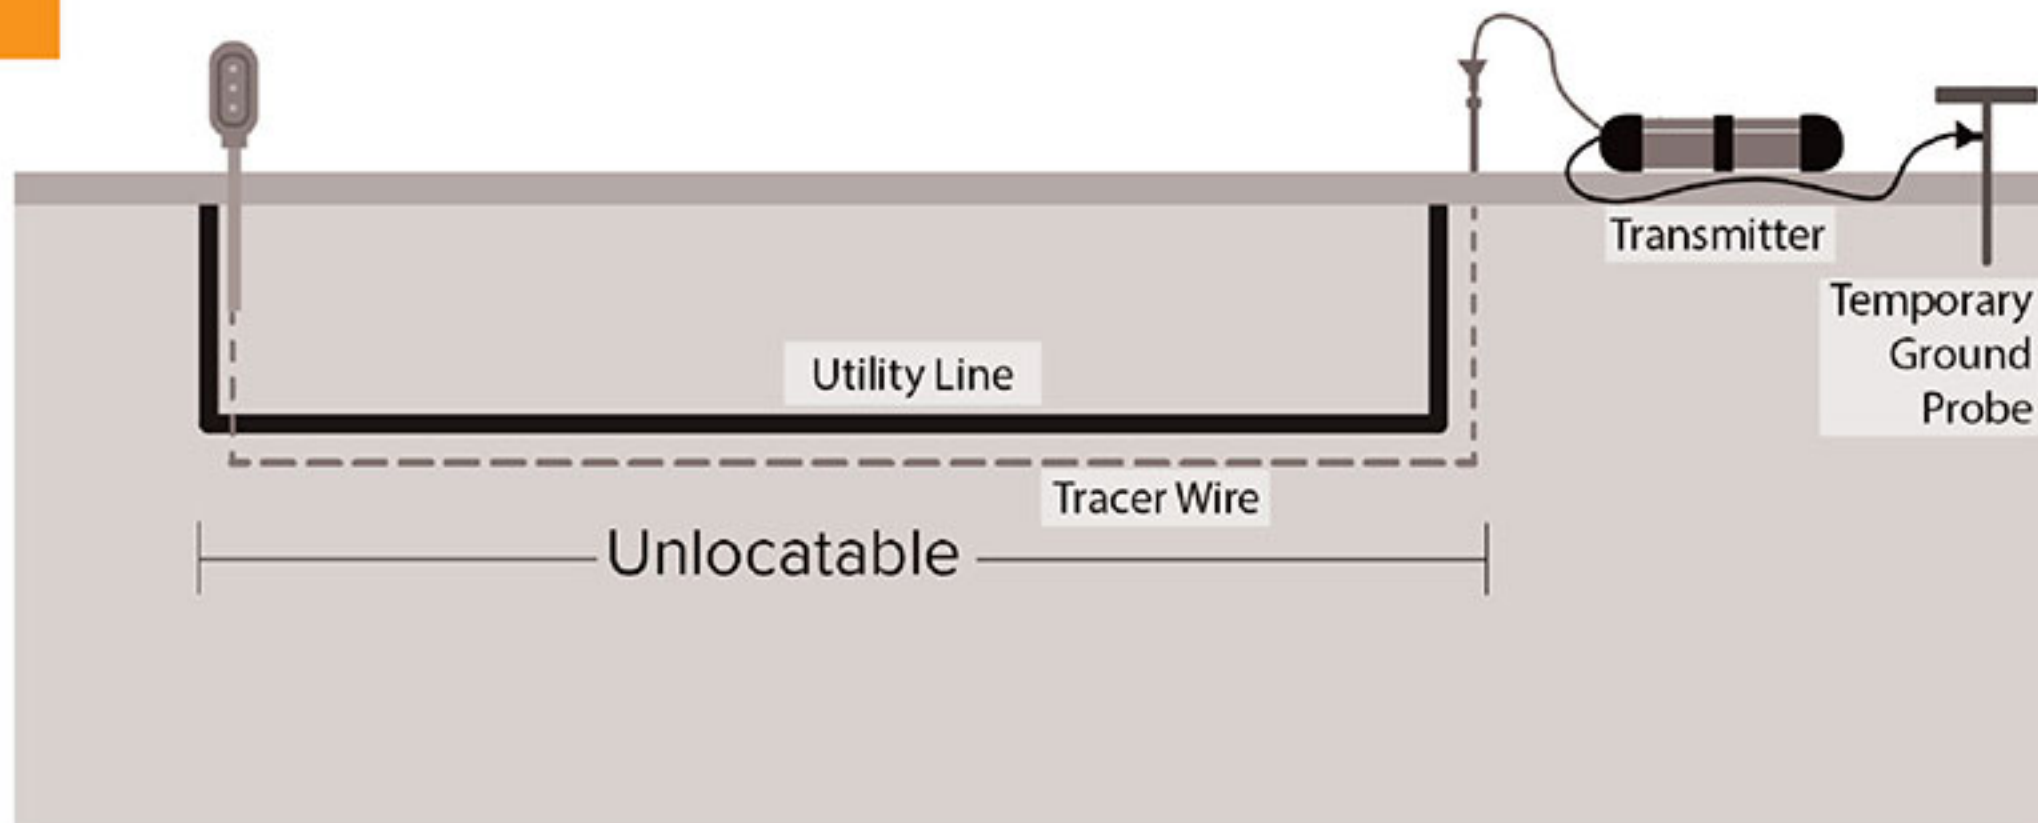 Transmitter
Temporary
Ground
Probe
Utility Line
Tracer Wire
Unlocatable